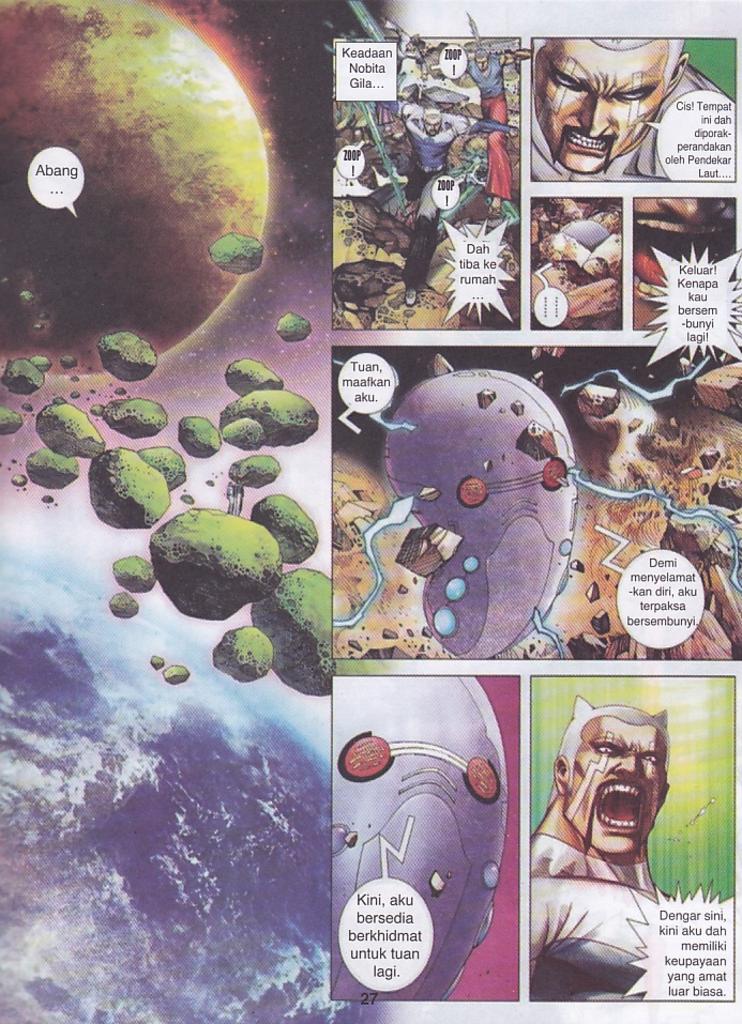 Abang
...
Keadaan
Nobita
Gila...
ZOOP
!
ZOOP
!
ZOOP
!
Dah
tiba ke
rumah
...
Cis! Tempat
ini dah
diporak-
perandakan
oleh Pendekar
Laut....
Keluar!
Kenapa
kau
bersem
-bunyi
lagi!
Tuan,
maafkan
aku.
Demi
menyelamat
-kan diri, aku
terpaksa
bersembunyi.
Kini, aku
bersedia
berkhidmat
untuk tuan
lagi.
Dengar sini,
kini aku dah
memiliki
keupayaan
yang amat
luar biasa.
27